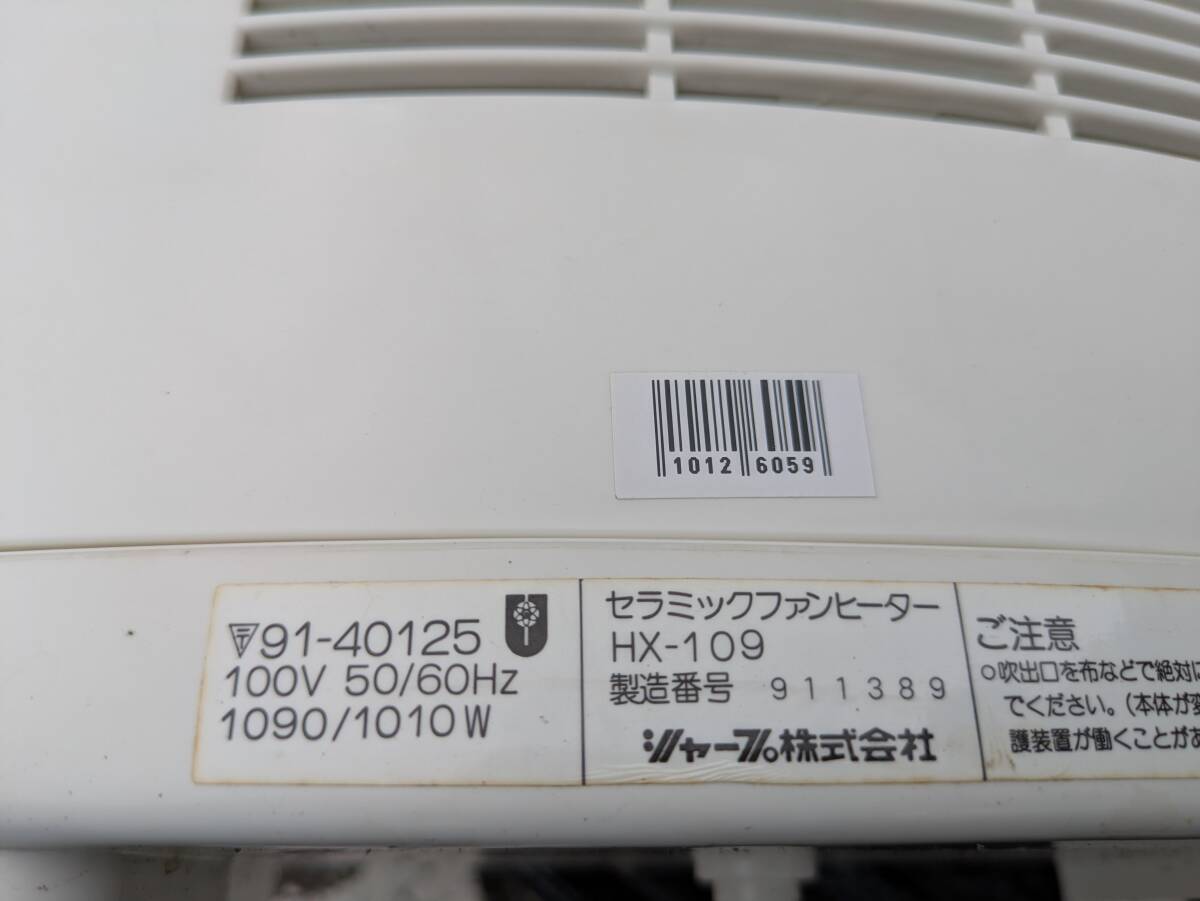 1012 6059
91-40125
100V 50/60Hz
1090/1010W
セラミックファンヒーター
HX-109
製造番号 911389
シャープ株式会社
ご注意
○吹出口を布などで絶対に
でください。(本体が変
護装置が働くことがあ